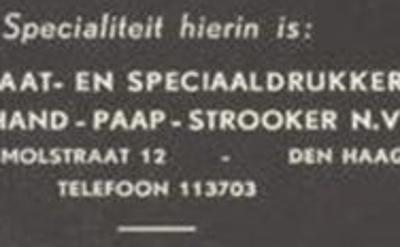 Specialiteit hierin is:
AAT- EN SPECIAALDRUKKER
HAND - PAAP - STROOKER N.V
MOLSTRAAT 12 - DEN HAAG
TELEFOON 113703